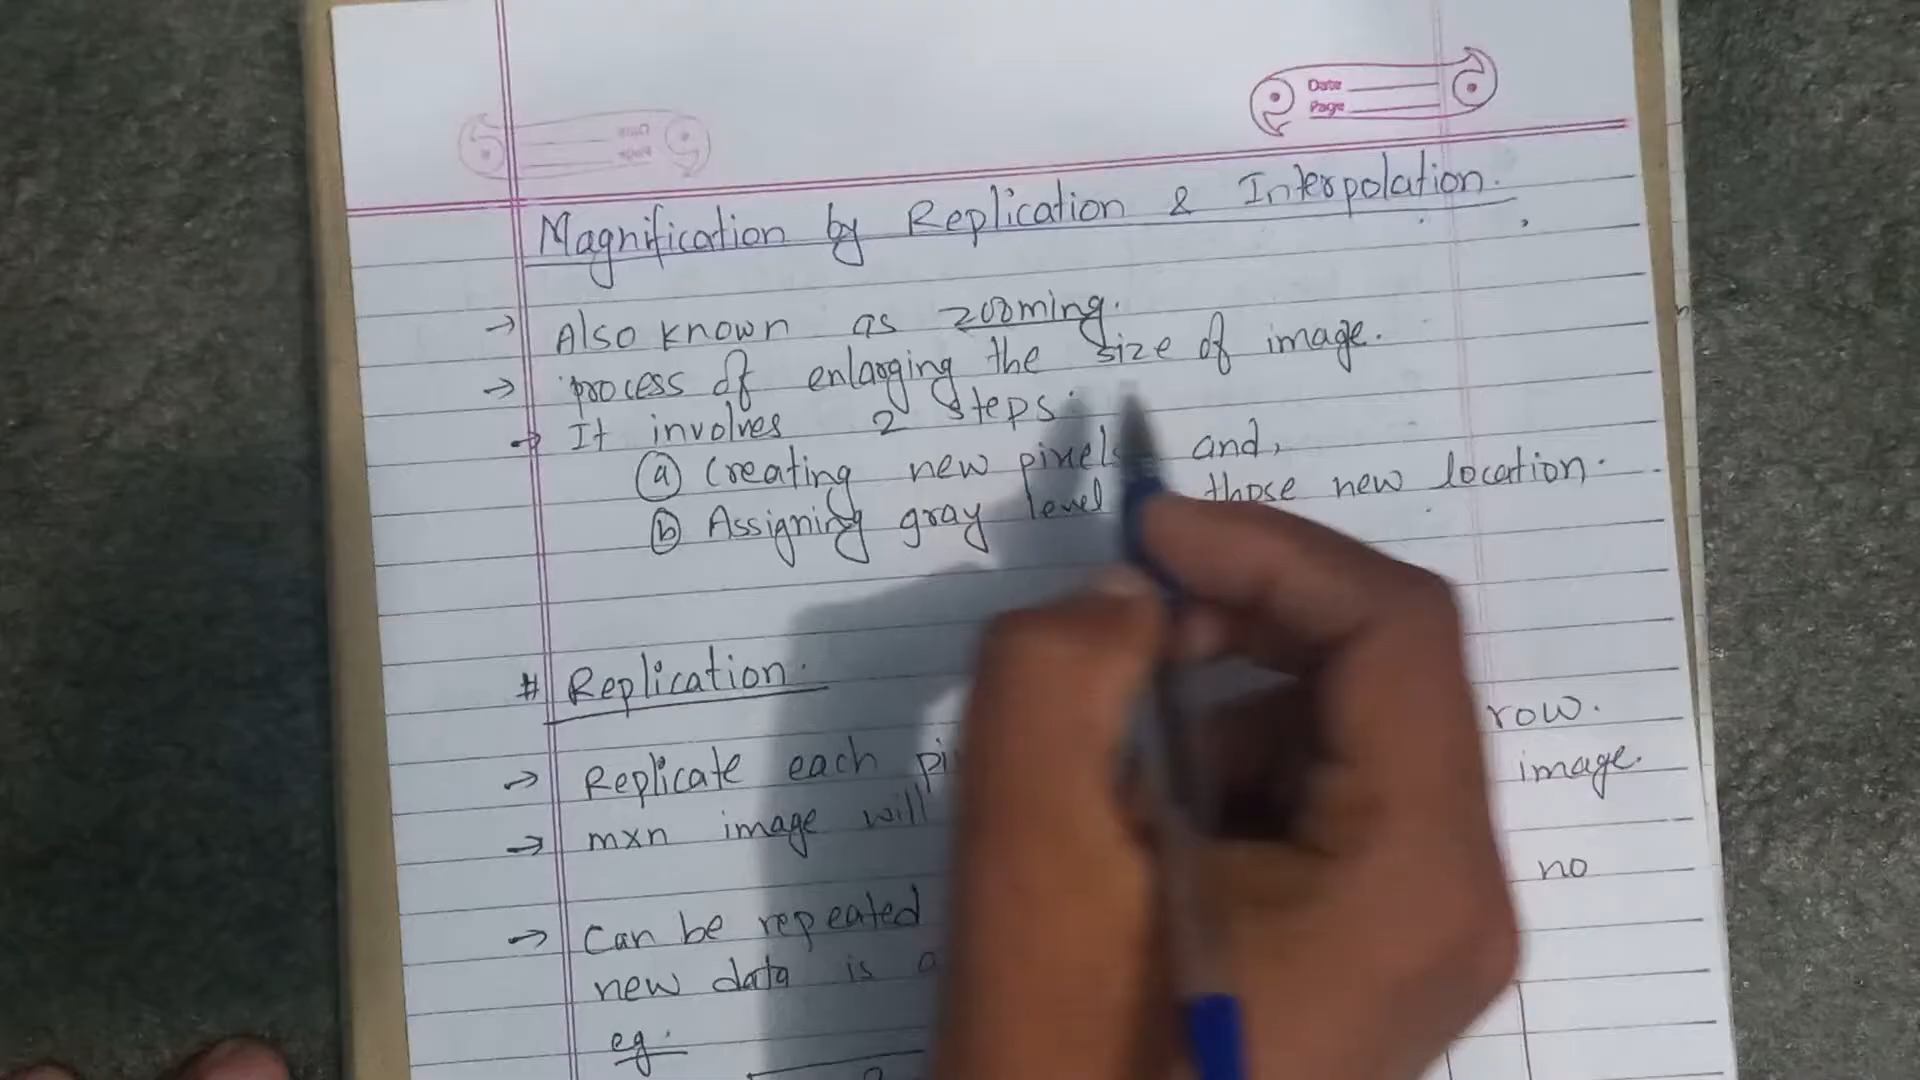 Date
Page
Magnification by Replication & Interpolation.
→ Also known as zooming.
→ process of enlarging the size of image.
→ It involves 2 steps:
(a) Creating new pixels and,
(b) Assigning gray level those new location.
# Replication.
→ Replicate each row.
→ mxn image will image.
→ Can be repeated no
new data is
eg.